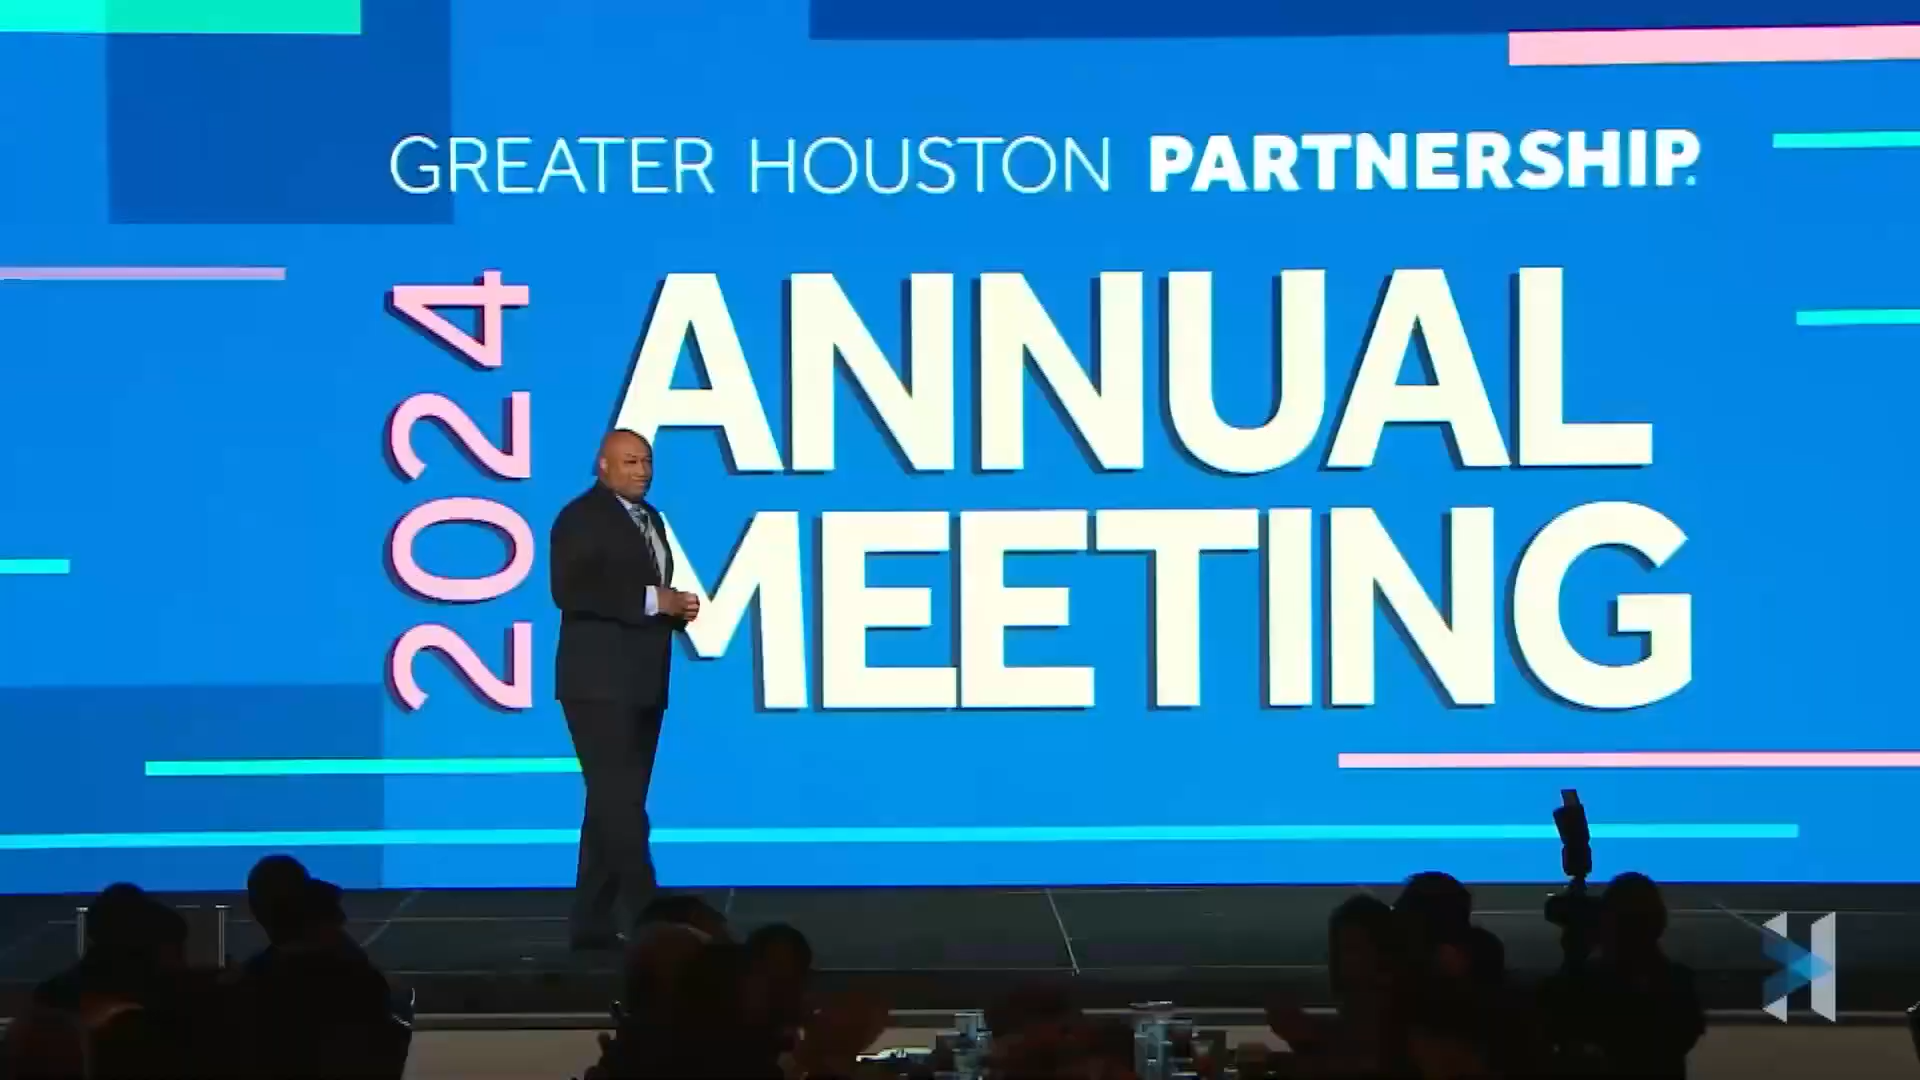 GREATER HOUSTON PARTNERSHIP.
2024
ANNUAL
MEETING